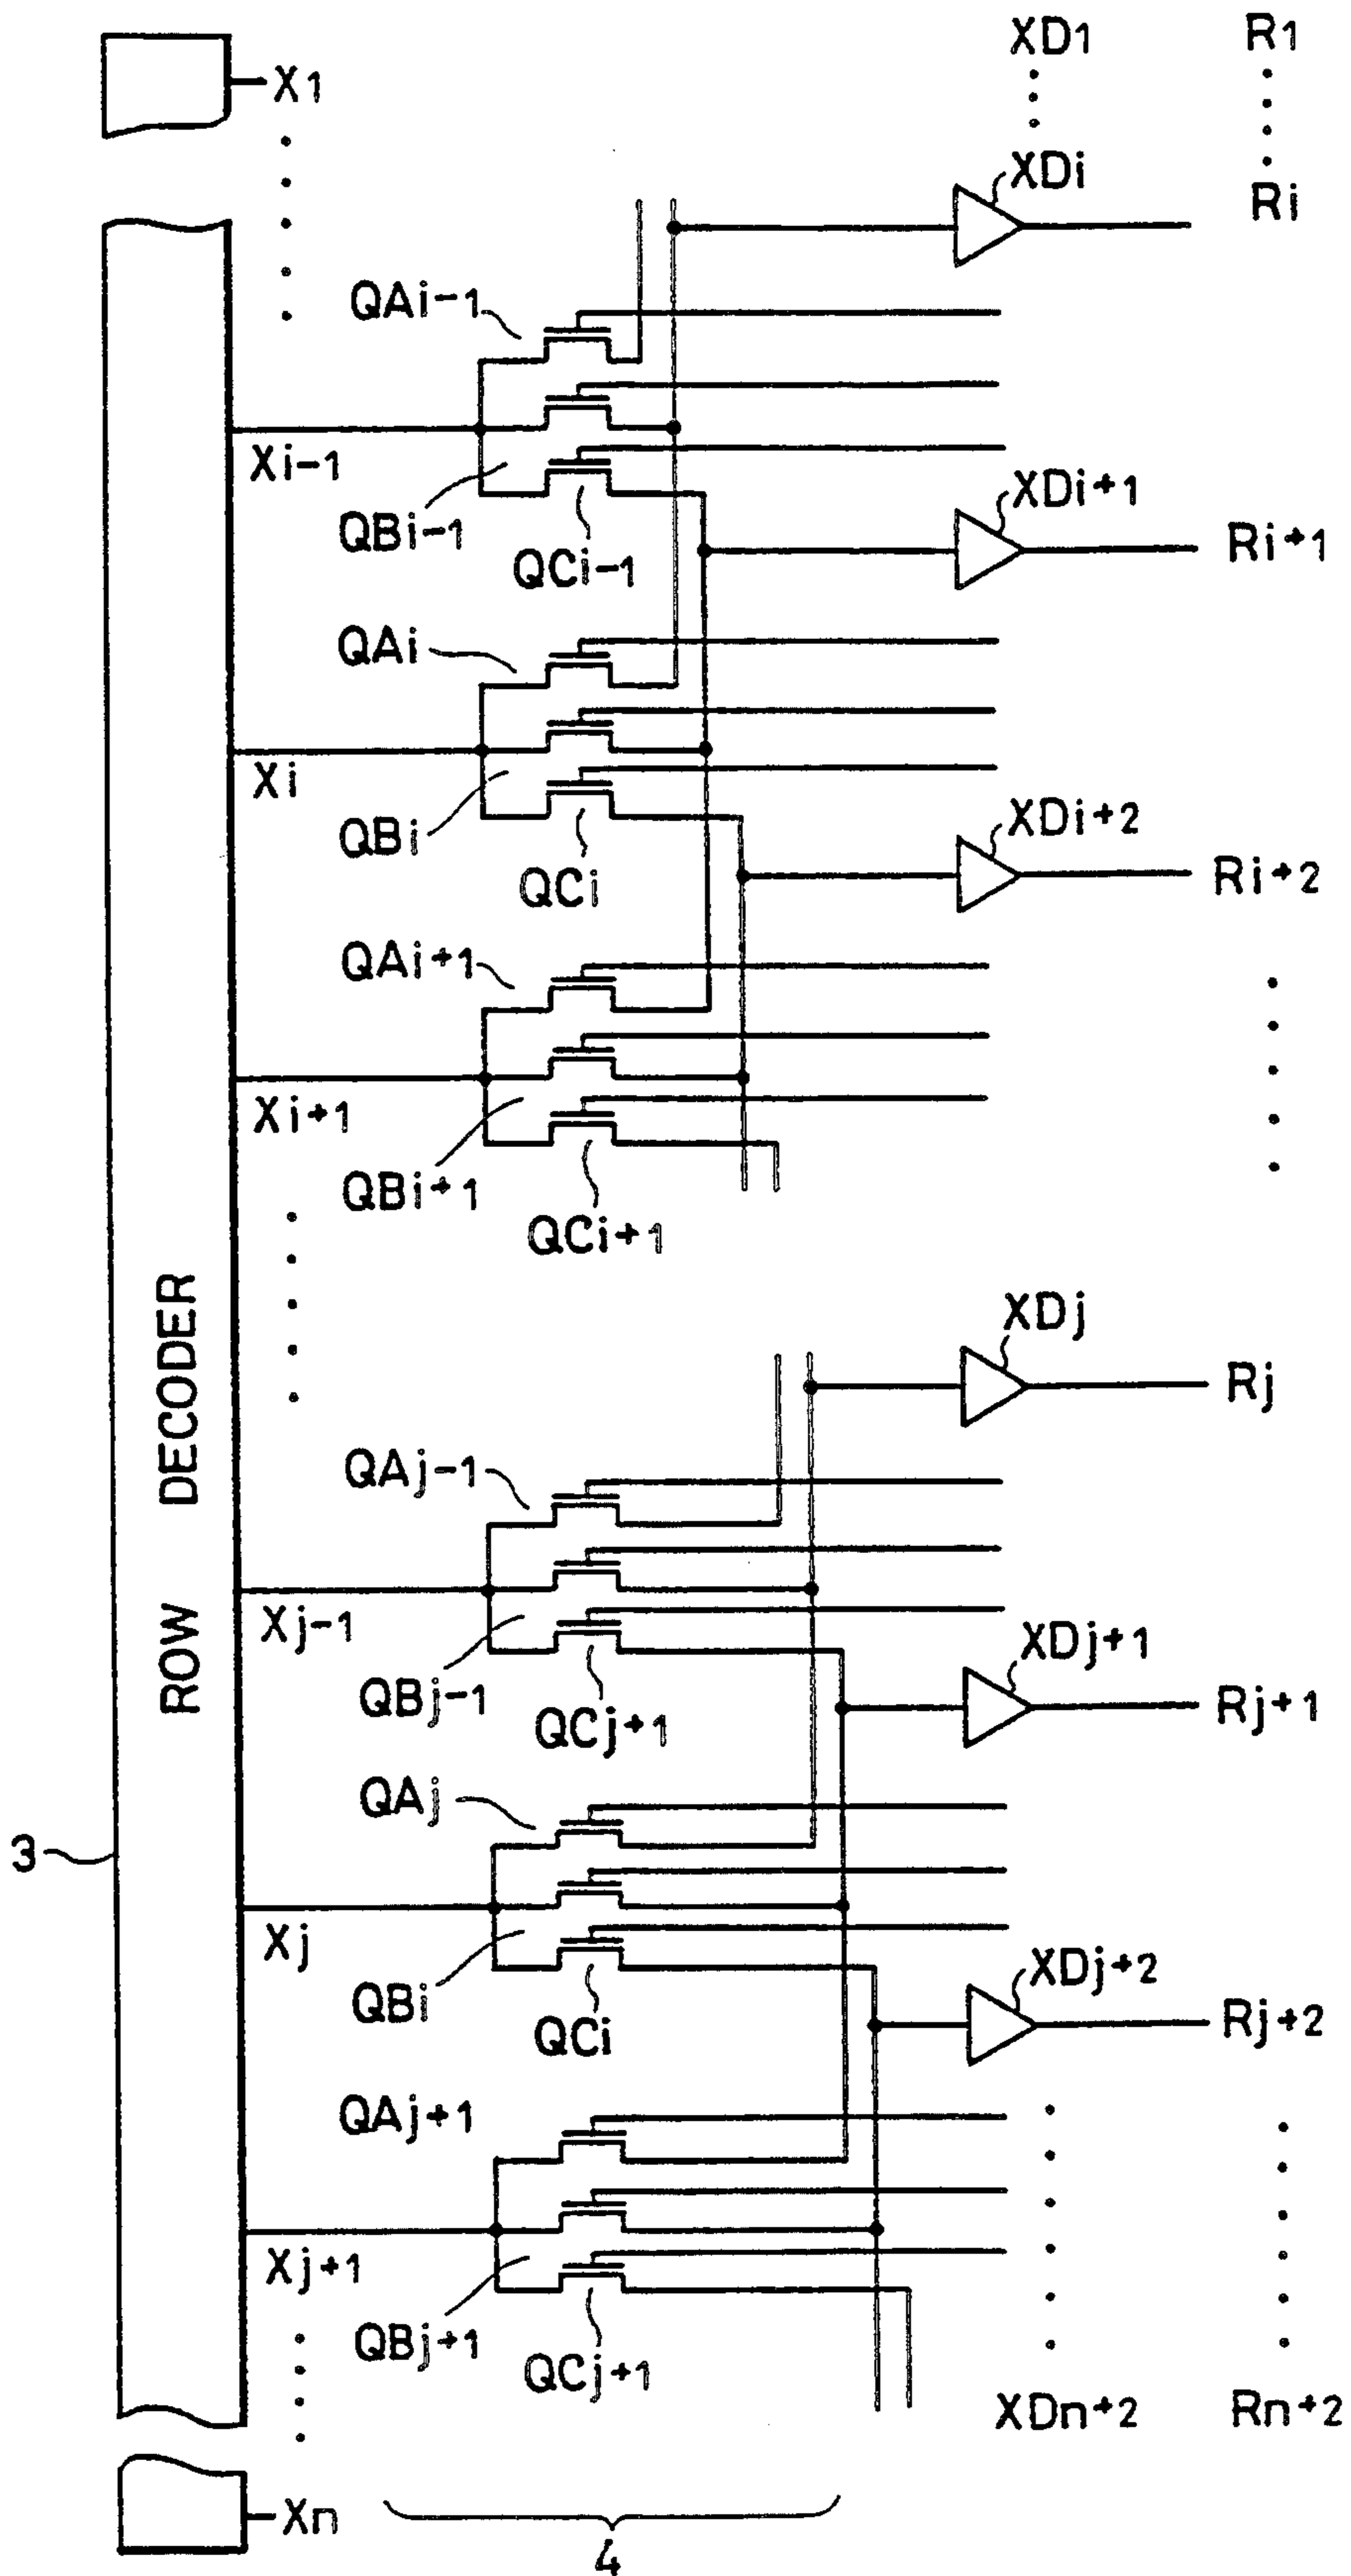 XD1 R1
X1
XDi
Ri
QAi-1
Xi-1
XDi+1
QBi-1
Ri+1
QCi-1
QAi
Xi
XDi+2
QBi
Ri+2
QCi
QAi+1
Xi+1
QBi+1
QCi+1
XDj
Rj
QAj-1
Xj-1
XDj+1
QBj-1
Rj+1
QCj+1
QAj
3
Xj
XDj+2
QBi
Rj+2
QCi
QAj+1
Xj+1
QBj+1
QCj+1
XDn+2 Rn+2
Xn
4
ROW DECODER